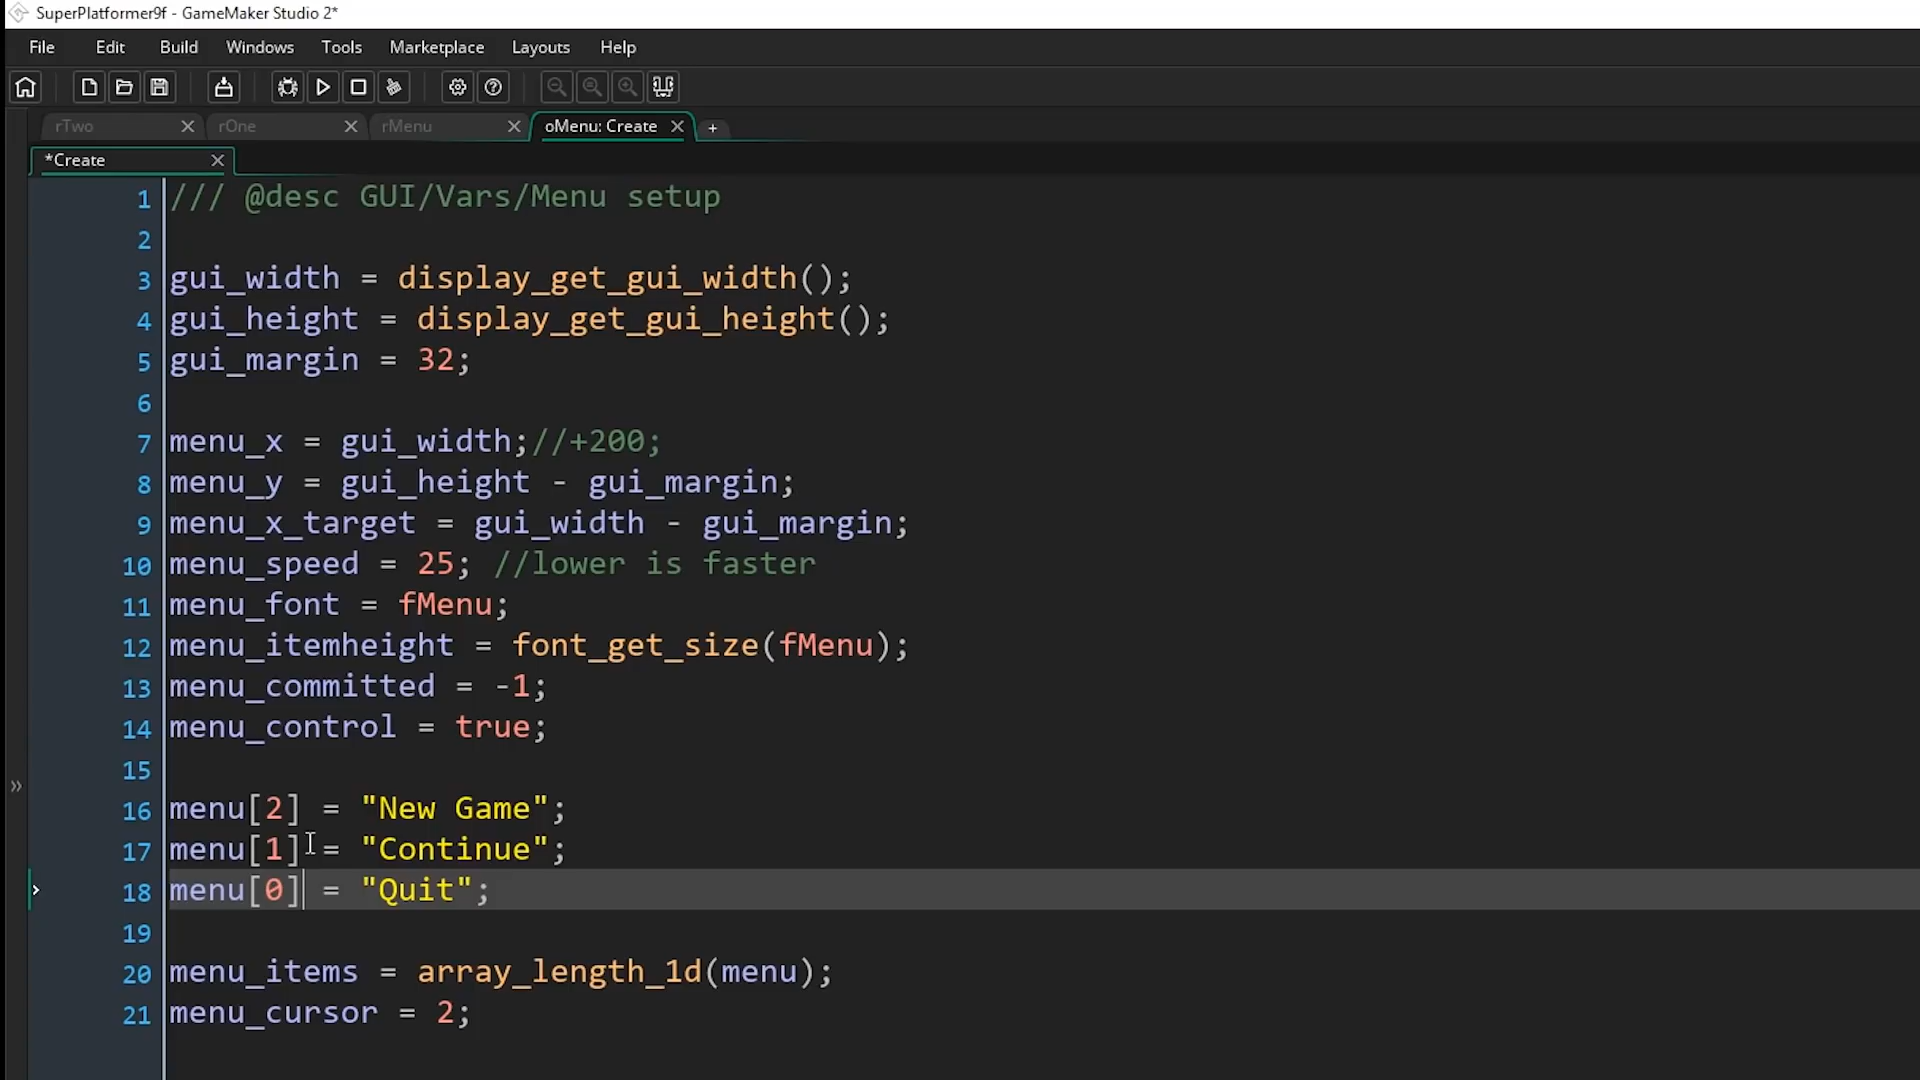 SuperPlatformer9f - GameMaker Studio 2*
File Edit Build Windows Tools Marketplace Layouts Help
rTwo rOne rMenu oMenu: Create
*Create
1 /// @desc GUI/Vars/Menu setup
2
3 gui_width = display_get_gui_width();
4 gui_height = display_get_gui_height();
5 gui_margin = 32;
6
7 menu_x = gui_width;//+200;
8 menu_y = gui_height - gui_margin;
9 menu_x_target = gui_width - gui_margin;
10 menu_speed = 25; //lower is faster
11 menu_font = fMenu;
12 menu_itemheight = font_get_size(fMenu);
13 menu_committed = -1;
14 menu_control = true;
15
16 menu[2] = "New Game";
17 menu[1] = "Continue";
18 menu[0] = "Quit";
19
20 menu_items = array_length_1d(menu);
21 menu_cursor = 2;